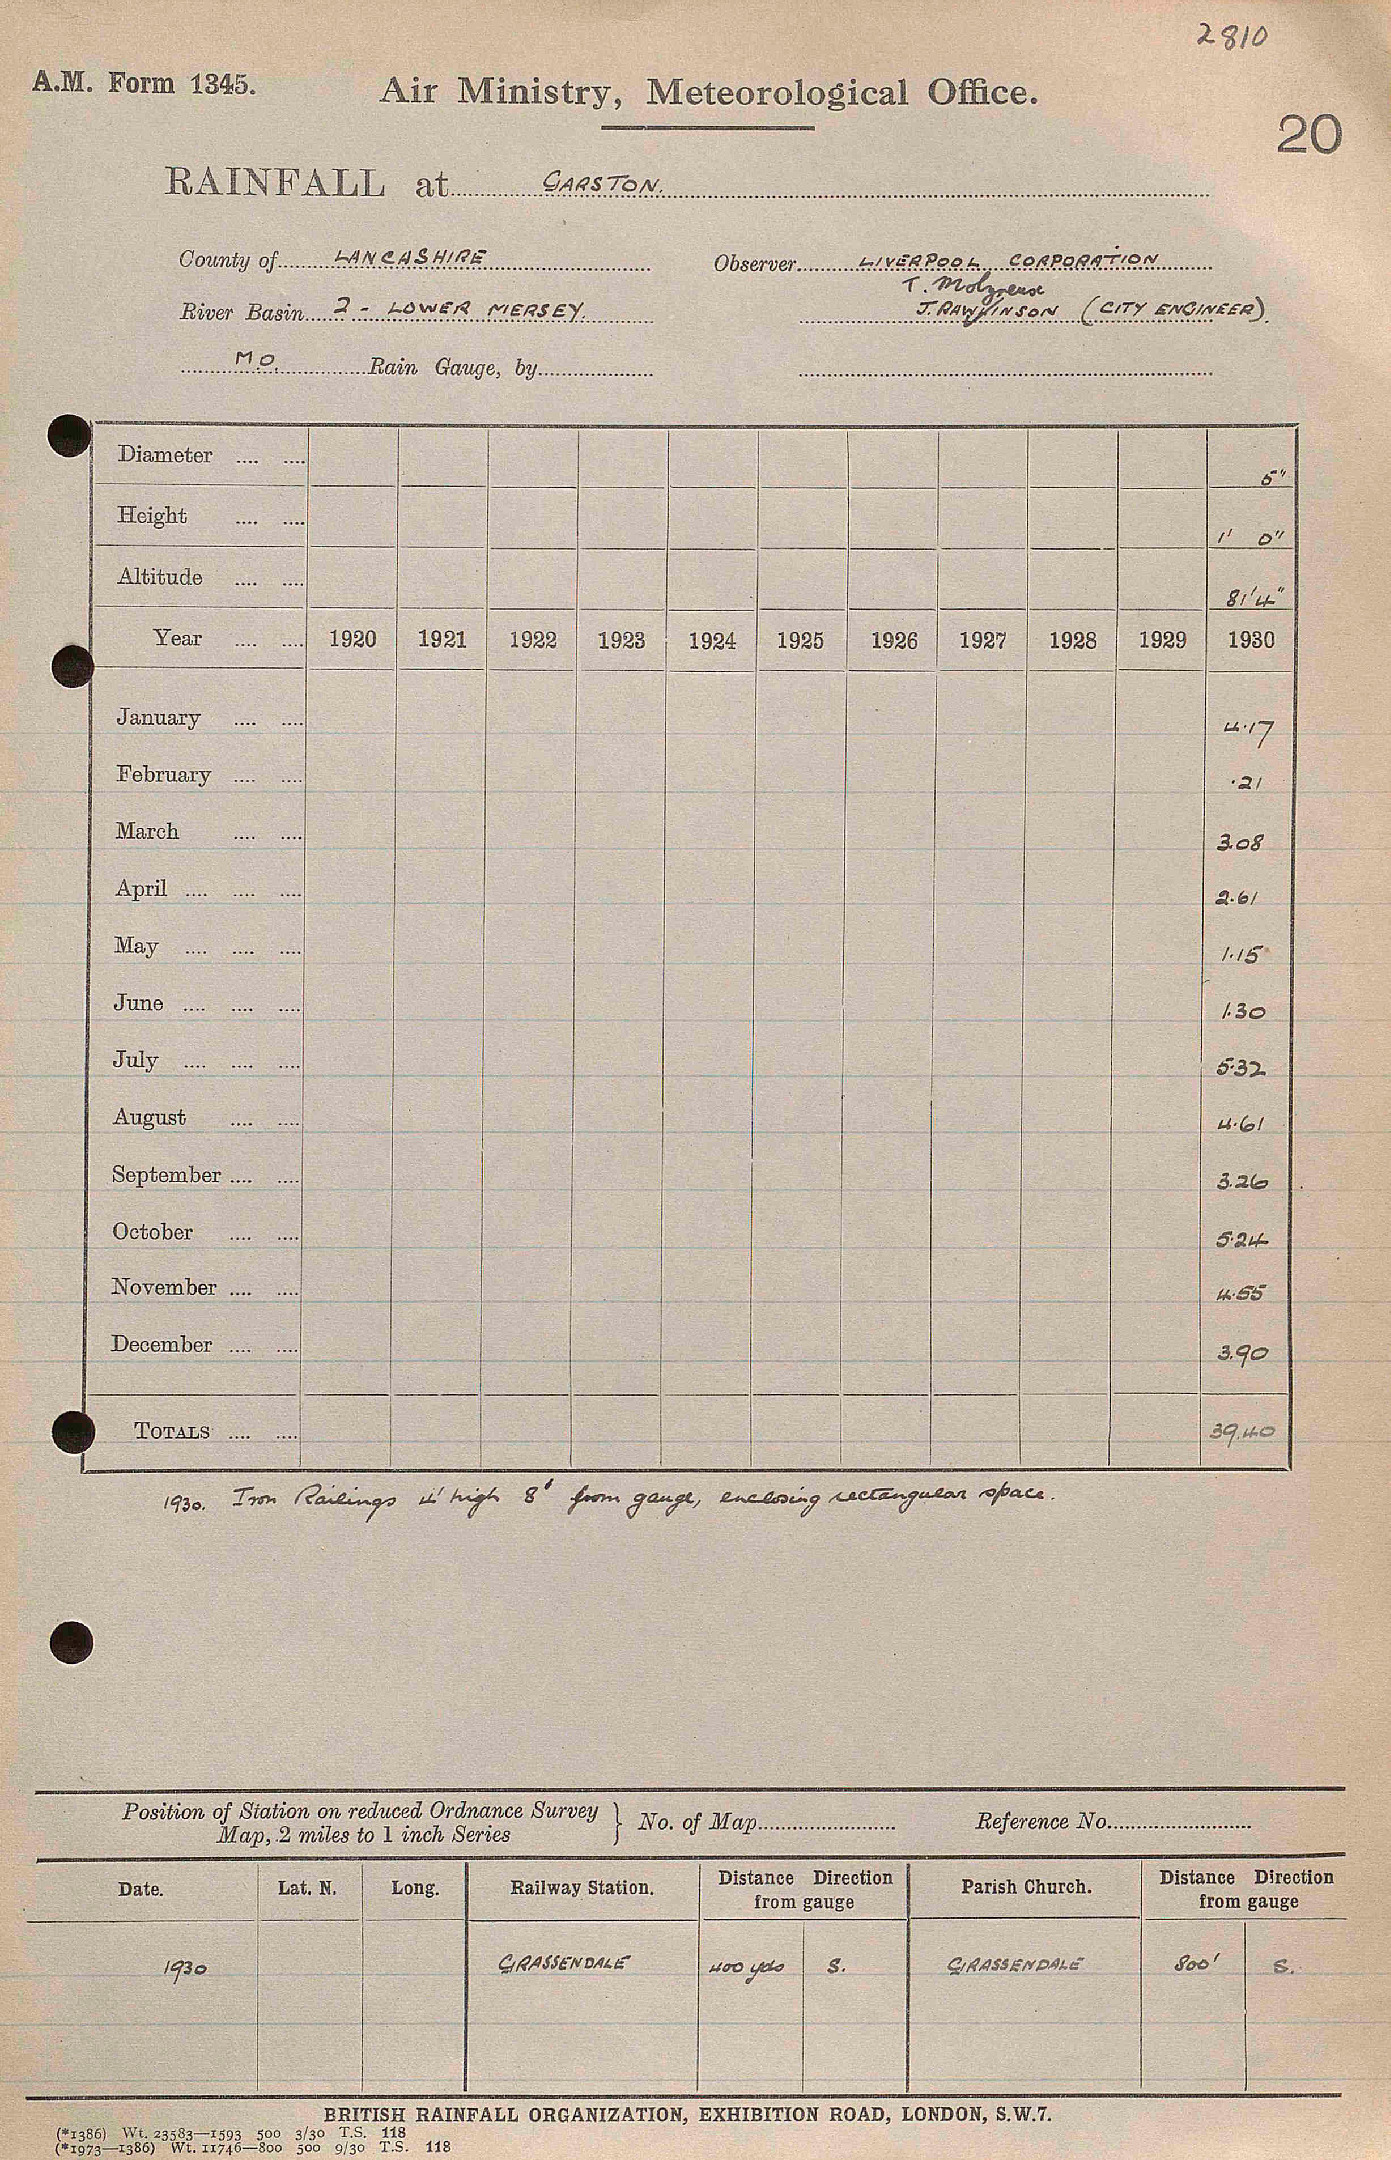 2810
A.M. Form 1345.
Air Ministry, Meteorological Office.
20
RAINFALL at GARSTON.
County of LANCASHIRE Observer LIVERPOOL CORPORATION
T. Molyneux
River Basin 2 - LOWER MERSEY. J. RAWLINSON (CITY ENGINEER).
M.O. Rain Gauge, by
Diameter .... .... 5"
Height .... .... 1' 0"
Altitude .... .... 81'4"
Year .... .... 1920 1921 1922 1923 1924 1925 1926 1927 1928 1929 1930
January .... .... 4.17
February .... .... .21
March .... .... 3.08
April .... .... .... 2.61
May .... .... .... 1.15
June .... .... .... 1.30
July .... .... .... 5.32
August .... .... 4.61
September .... .... 3.26
October .... .... 5.24
November .... .... 4.55
December .... .... 3.90
TOTALS .... .... 39.40
1930. Iron Railings 4' high 8' from gauge, enclosing rectangular space.
Position of Station on reduced Ordnance Survey
Map, 2 miles to 1 inch Series } No. of Map Reference No.
Date. Lat. N. Long. Railway Station. Distance Direction from gauge Parish Church. Distance Direction from gauge
1930 GRASSENDALE 400 yds S. GRASSENDALE 800' S.
BRITISH RAINFALL ORGANIZATION, EXHIBITION ROAD, LONDON, S.W.7.
(*1386) Wt. 23583—1593 500 3/30 T.S. 118
(*1973—1386) Wt. 11746—800 500 9/30 T.S. 118